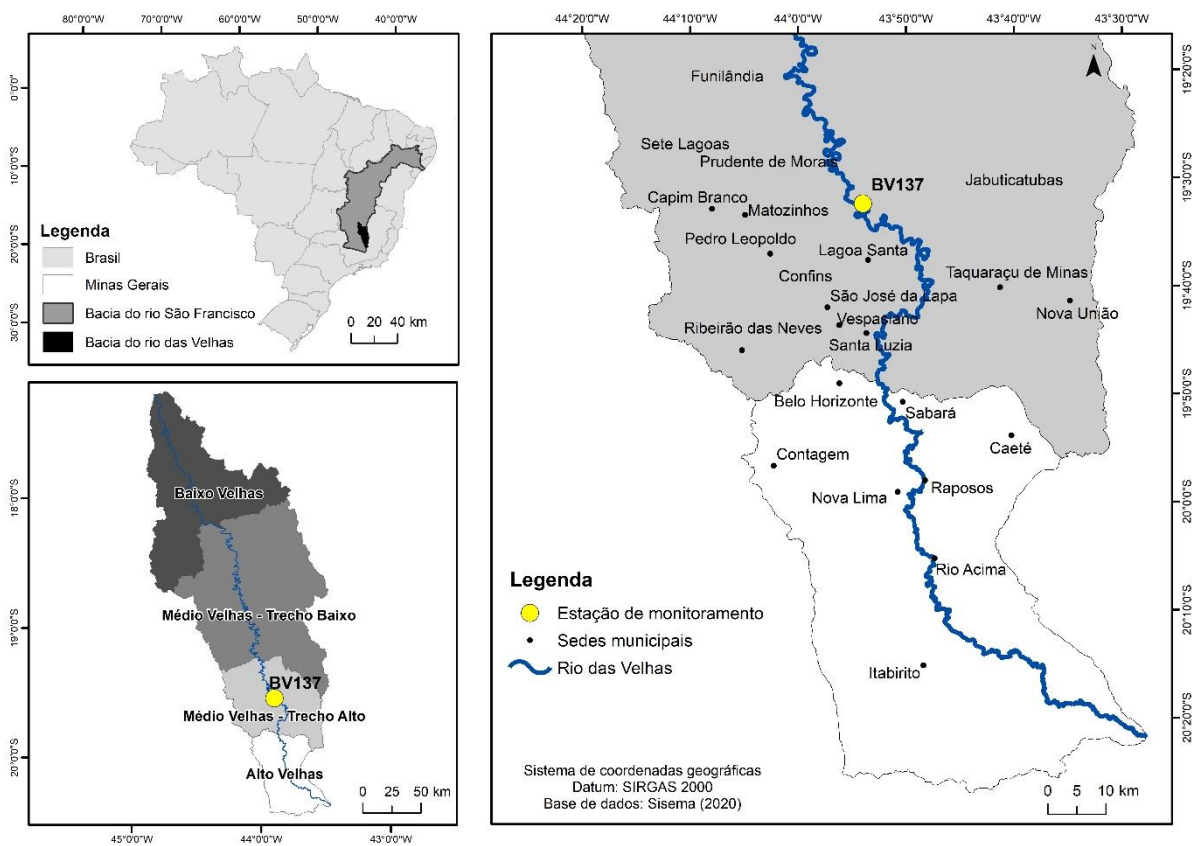 80°0'0"W 70°0'0"W 60°0'0"W 50°0'0"W 40°0'0"W
0°0'0"
10°0'0"S
20°0'0"S
30°0'0"S
Legenda
Brasil
Minas Gerais
Bacia do rio São Francisco
Bacia do rio das Velhas
0 20 40 km
Baixo Velhas
Médio Velhas - Trecho Baixo
BV137
Médio Velhas - Trecho Alto
Alto Velhas
0 25 50 km
18°0'0"S
19°0'0"S
20°0'0"S
45°0'0"W 44°0'0"W 43°0'0"W
44°20'0"W 44°10'0"W 44°0'0"W 43°50'0"W 43°40'0"W 43°30'0"W
N
Funilândia
Sete Lagoas
Prudente de Morais
BV137
Jabuticatubas
Capim Branco
Matozinhos
Pedro Leopoldo
Lagoa Santa
Confins
Taquaraçu de Minas
São José da Lapa
Nova União
Vespasiano
Ribeirão das Neves
Santa Luzia
Belo Horizonte
Sabará
Caeté
Contagem
Raposos
Nova Lima
Rio Acima
Itabirito
Legenda
Estação de monitoramento
Sedes municipais
Rio das Velhas
Sistema de coordenadas geográficas
Datum: SIRGAS 2000
Base de dados: Sisema (2020)
0 5 10 km
19°20'0"S
19°30'0"S
19°40'0"S
19°50'0"S
20°0'0"S
20°10'0"S
20°20'0"S